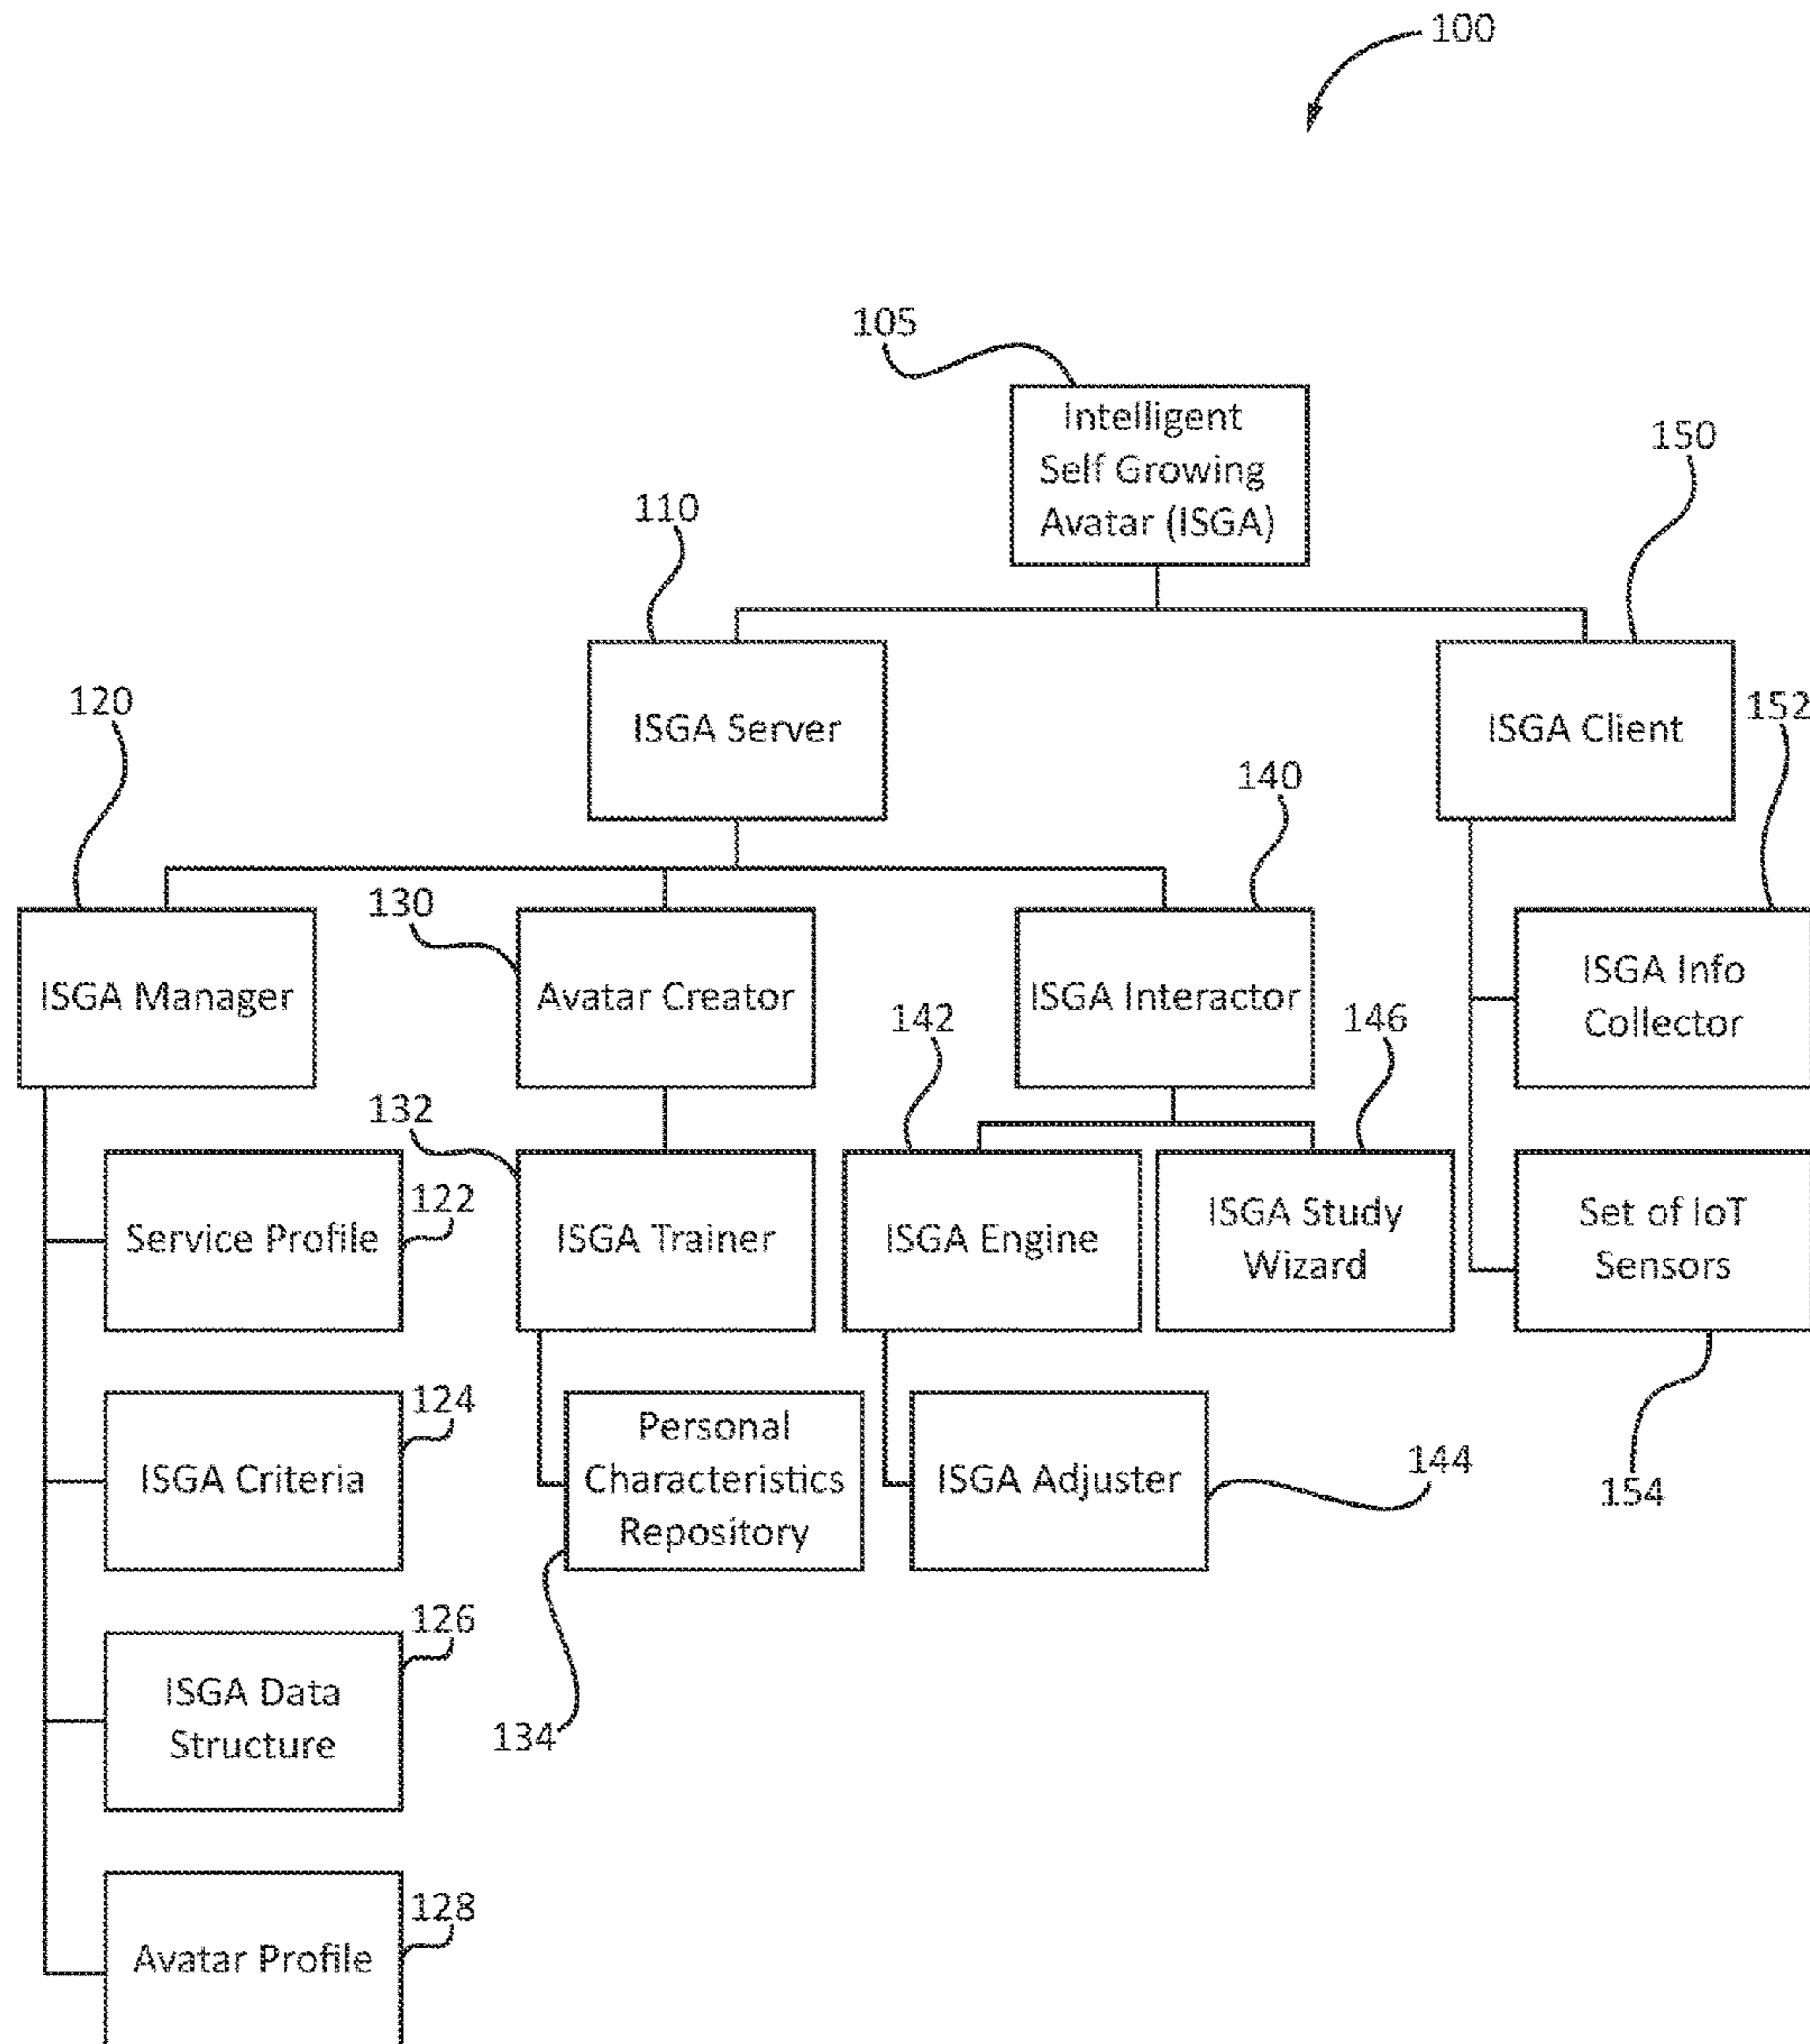 100
105
Intelligent
Self Growing
Avatar (ISGA)
150
110
ISGA Server
ISGA Client
120
152
140
130
ISGA Manager
Avatar Creator
ISGA Interactor
ISGA Info
Collector
142
146
132
Service Profile
122
ISGA Trainer
ISGA Engine
ISGA Study
Wizard
Set of IoT
Sensors
124
ISGA Criteria
Personal
Characteristics
Repository
ISGA Adjuster
144
154
126
ISGA Data
Structure
134
128
Avatar Profile